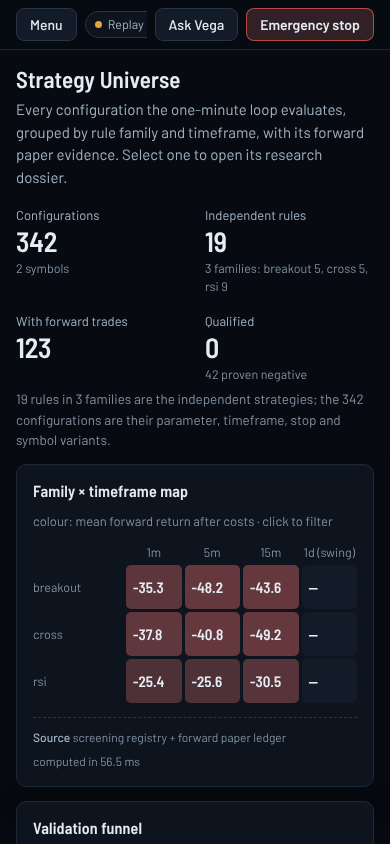 Menu
Replay
Ask Vega
Emergency stop
Strategy Universe
Every configuration the one-minute loop evaluates,
grouped by rule family and timeframe, with its forward
paper evidence. Select one to open its research
dossier.
Configurations
Independent rules
342
19
2 symbols
3 families: breakout 5, cross 5,
rsi 9
With forward trades
Qualified
123
0
42 proven negative
19 rules in 3 families are the independent strategies; the 342
configurations are their parameter, timeframe, stop and
symbol variants.
Family × timeframe map
colour: mean forward return after costs · click to filter
1m 5m 15m 1d (swing)
breakout -35.3 -48.2 -43.6 —
cross -37.8 -40.8 -49.2 —
rsi -25.4 -25.6 -30.5 —
Source screening registry + forward paper ledger
computed in 56.5 ms
Validation funnel